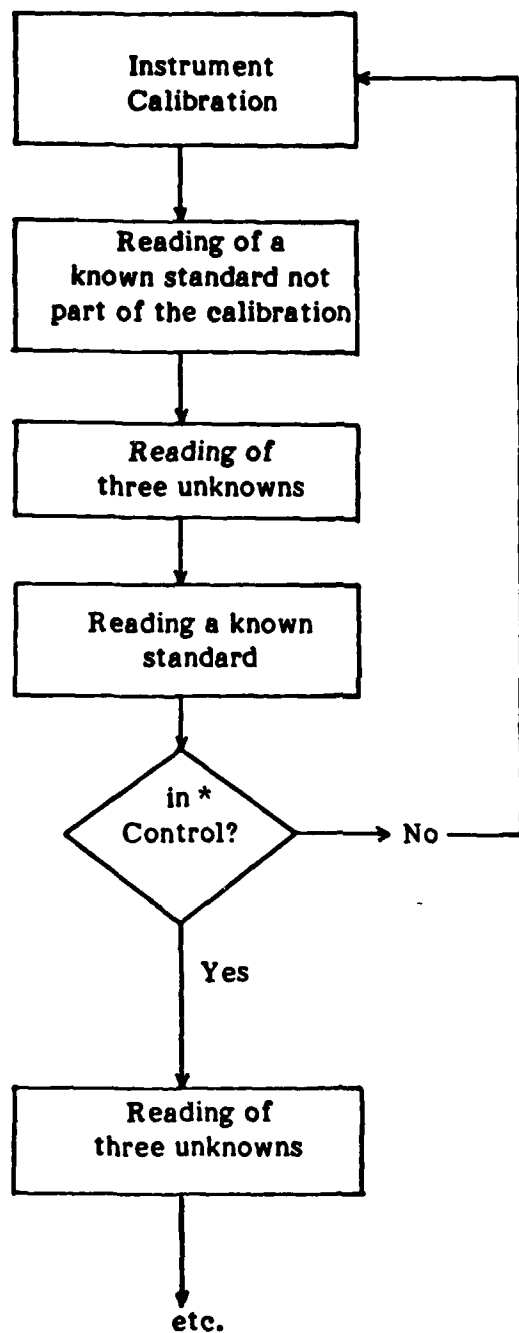 Instrument
Calibration
Reading of a
known standard not
part of the calibration
Reading of
three unknowns
Reading a known
standard
in *
Control?
No
Yes
Reading of
three unknowns
etc.